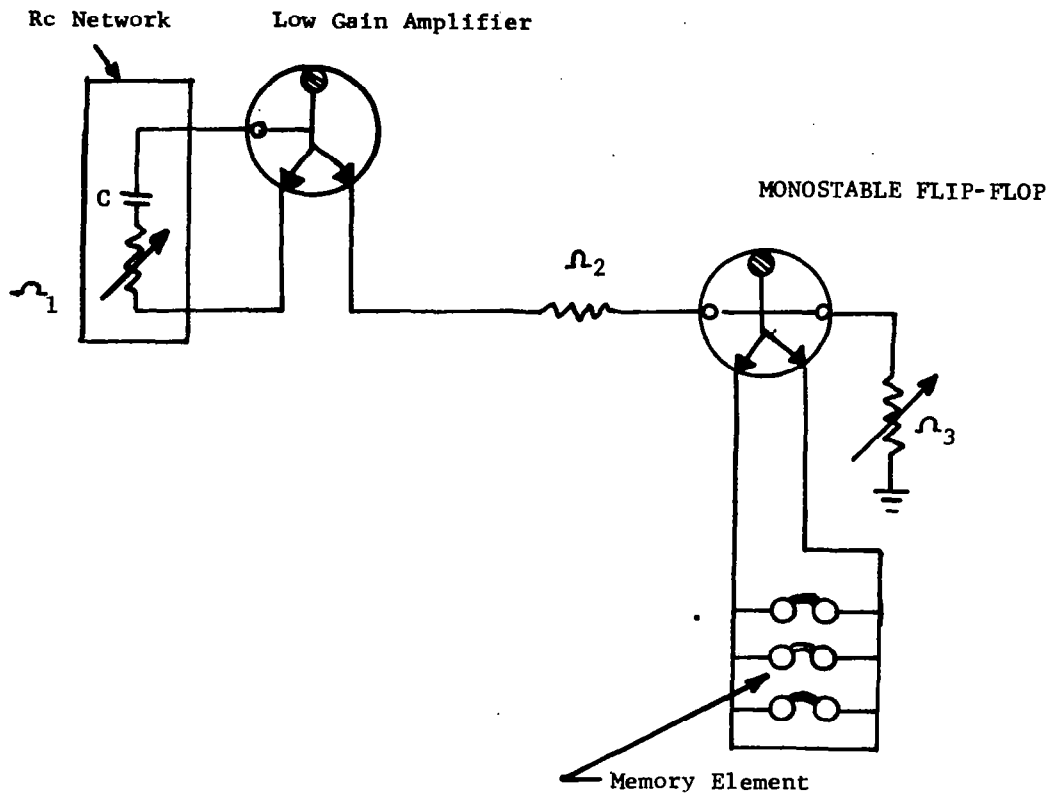 Rc Network
Low Gain Amplifier
C
Ω1
Ω2
MONOSTABLE FLIP-FLOP
Ω3
Memory Element